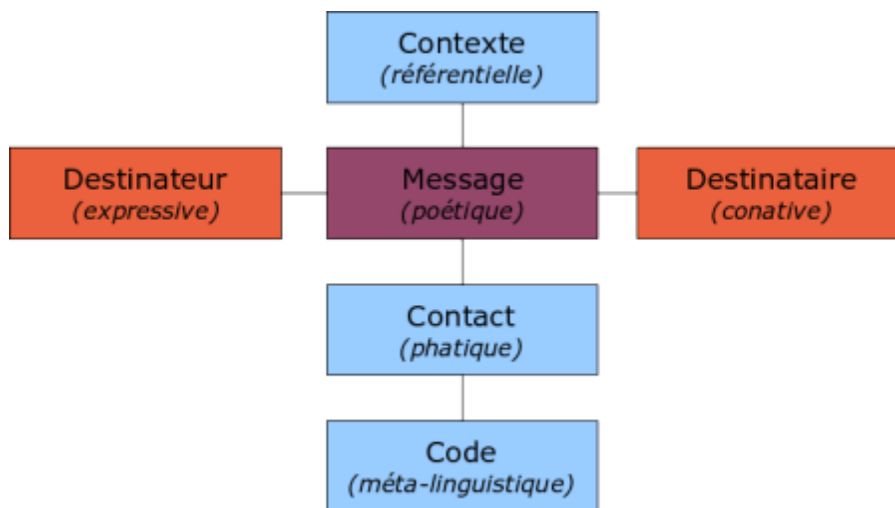 Contexte
(référentielle)
Destinateur
(expressive)
Message
(poétique)
Destinataire
(conative)
Contact
(phatique)
Code
(méta-linguistique)